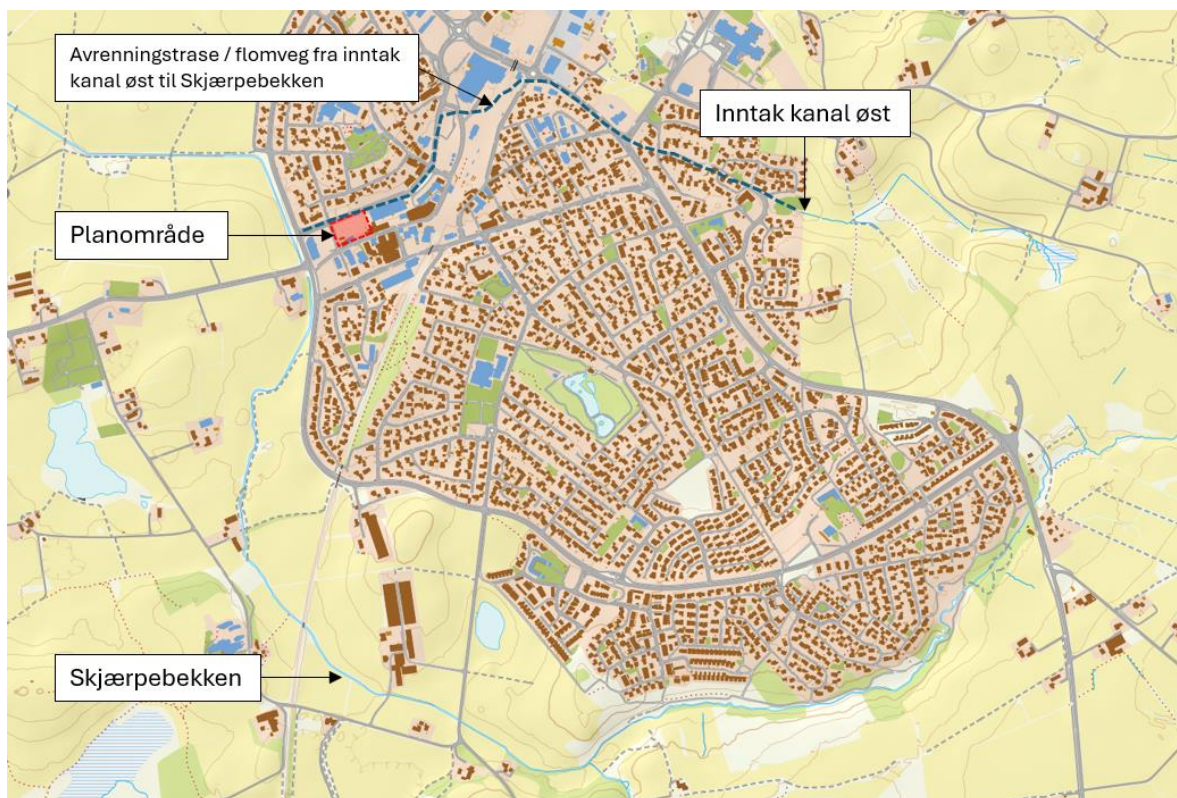 Avrenningstrase / flomveg fra inntak
kanal øst til Skjærpebekken
Inntak kanal øst
Planområde
Skjærpebekken